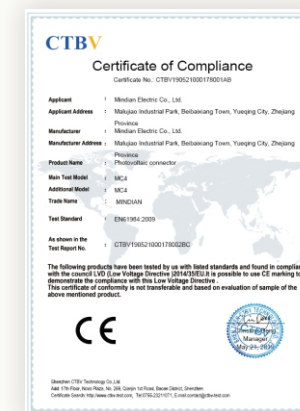 CTBV
Certificate of Compliance
Certificate No.: CTBV190521000178001AB
Applicant : Mindian Electric Co., Ltd.
Applicant Address : Malujiao Industrial Park, Beibaixiang Town, Yueqing City, Zhejiang
Province
Manufacturer : Mindian Electric Co., Ltd.
Manufacturer Address : Malujiao Industrial Park, Beibaixiang Town, Yueqing City, Zhejiang
Province
Product Name : Photovoltaic connector
Main Test Model : MC4
Additional Model : MC4
Trade Name : MINDIAN
Test Standard : EN61984:2009
As shown in the
Test Report No. : CTBV190521000178002BC
The following products have been tested by us with listed standards and found in complian
with the council LVD (Low Voltage Directive )2014/35/EU.It is possible to use CE marking to
demonstrate the compliance with this Low Voltage Directive .
This certificate of conformity is not transferable and based on evaluation of sample of the
above mentioned product.
CE
Manager
Shenzhen CTBV Technology Co.,Ltd.